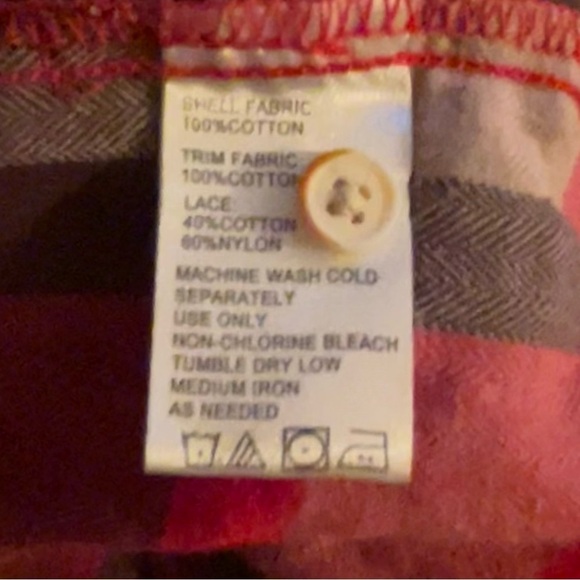 SHELL FABRIC
100%COTTON
TRIM FABRIC
100%COTTON
LACE
40%COTTON
60%NYLON
MACHINE WASH COLD
SEPARATELY
USE ONLY
NON-CHLORINE BLEACH
TUMBLE DRY LOW
MEDIUM IRON
AS NEEDED